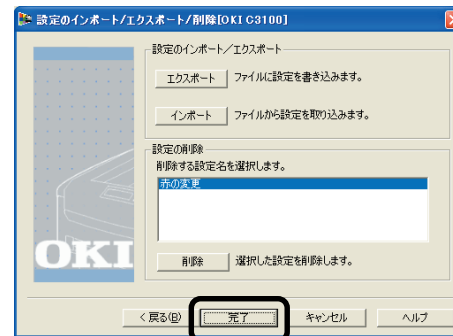 設定のインポート/エクスポート/削除[OKI C3100]
設定のインポート／エクスポート
エクスポート ファイルに設定を書き込みます。
インポート ファイルから設定を取り込みます。
設定の削除
削除する設定名を選択します。
赤の変更
削除 選択した設定を削除します。
OKI
< 戻る(B) 完了 キャンセル ヘルプ